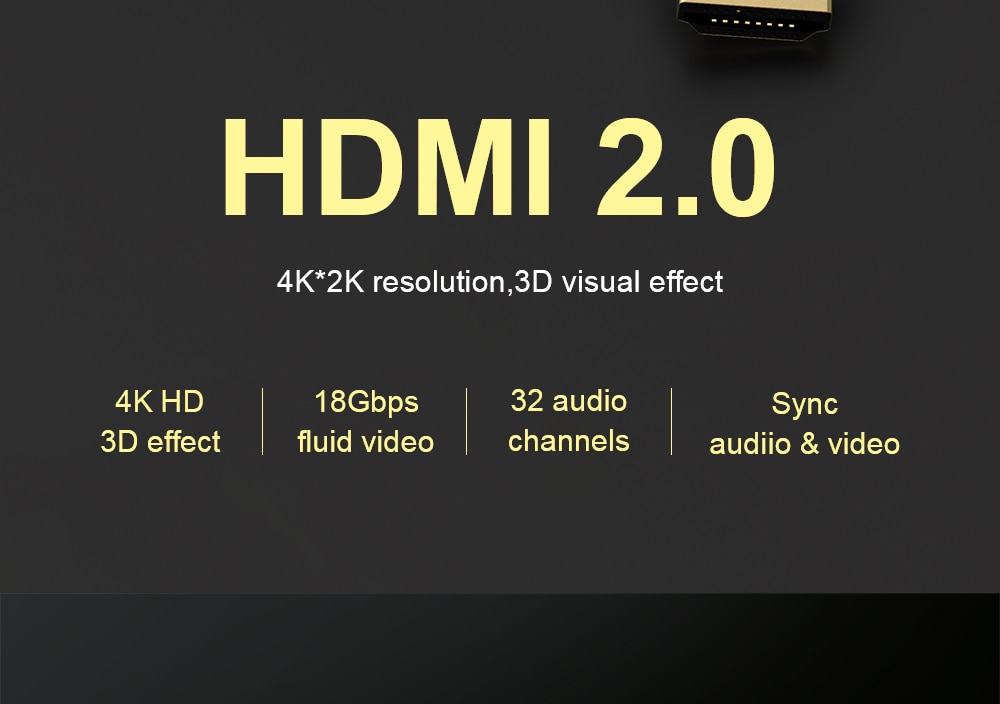 HDMI 2.0
4K*2K resolution,3D visual effect
4K HD
3D effect
18Gbps
fluid video
32 audio
channels
Sync
audiio & video